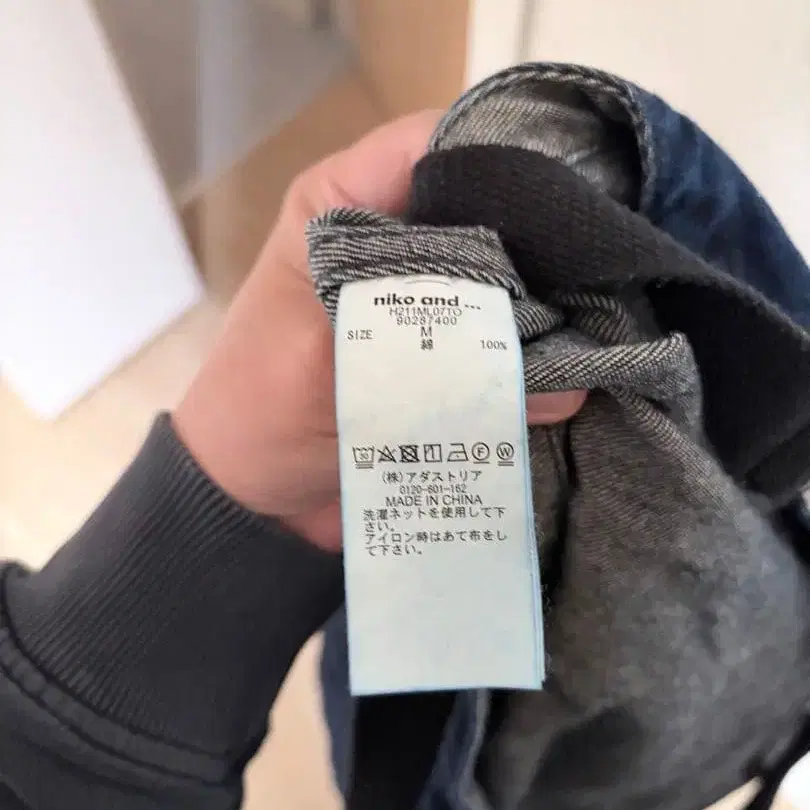 niko and ...
H211ML07TO
90287400
SIZE M
綿 100%
30 F W
(株)アダストリア
0120-601-162
MADE IN CHINA
洗濯ネットを使用して下
さい。
アイロン時はあて布をし
て下さい。